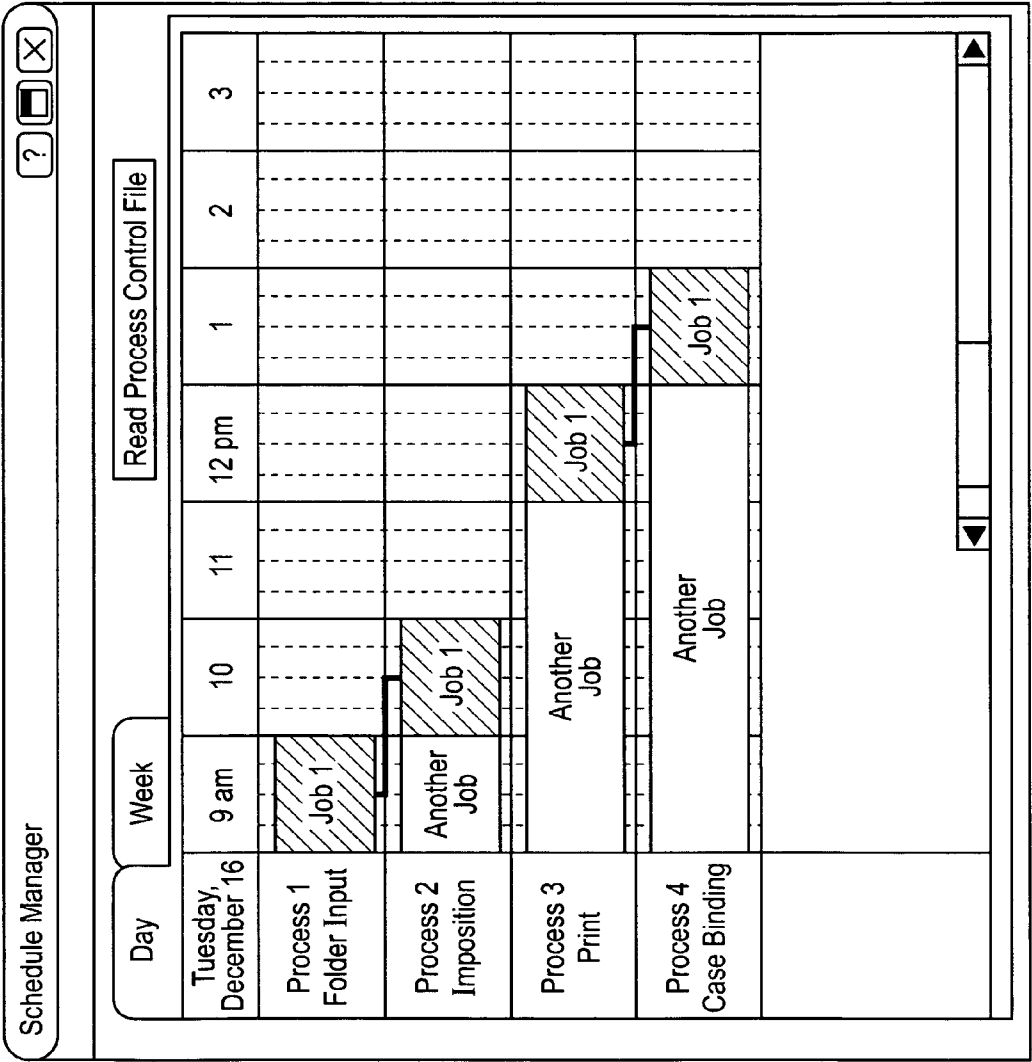 Schedule Manager
?
Day
Week
Read Process Control File
Tuesday,
December 16
9 am
10
11
12 pm
1
2
3
Process 1
Folder Input
Job 1
Process 2
Imposition
Another
Job
Job 1
Process 3
Print
Another
Job
Job 1
Process 4
Case Binding
Another
Job
Job 1